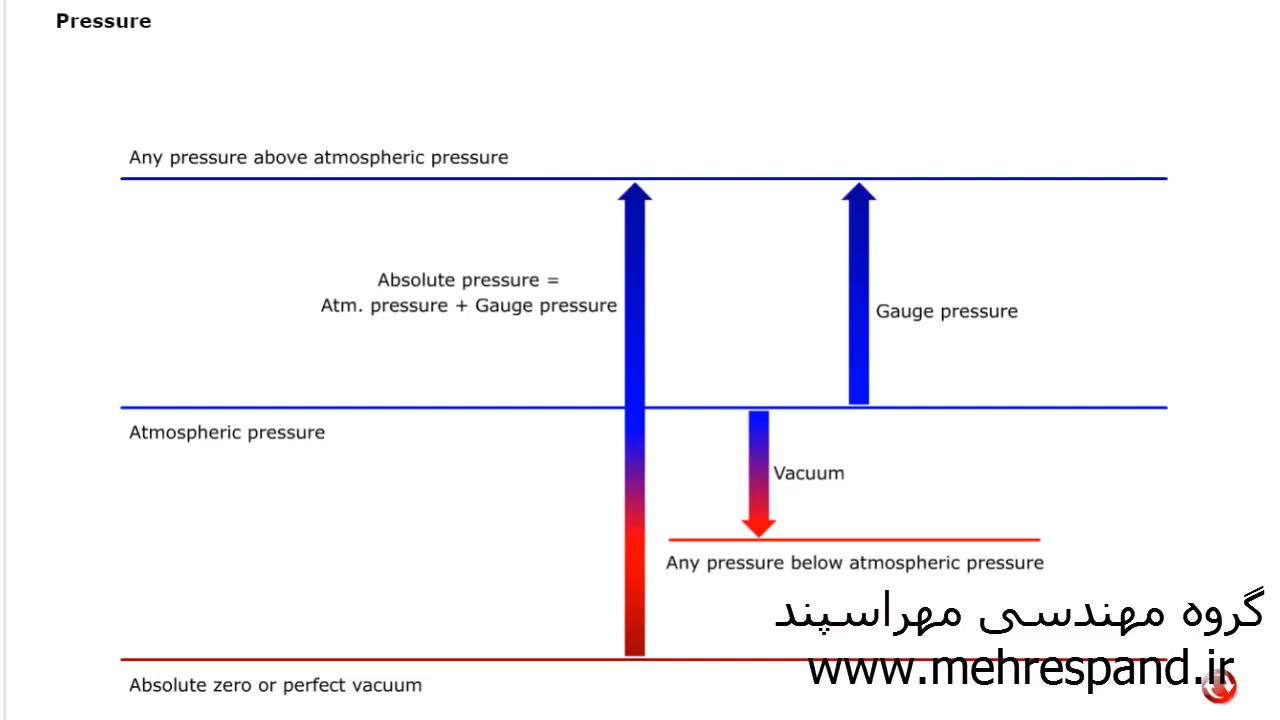 Pressure
Any pressure above atmospheric pressure
Absolute pressure =
Atm. pressure + Gauge pressure
Gauge pressure
Atmospheric pressure
Vacuum
Any pressure below atmospheric pressure
گروه مهندسی مهراسپند
www.mehrespand.ir
Absolute zero or perfect vacuum